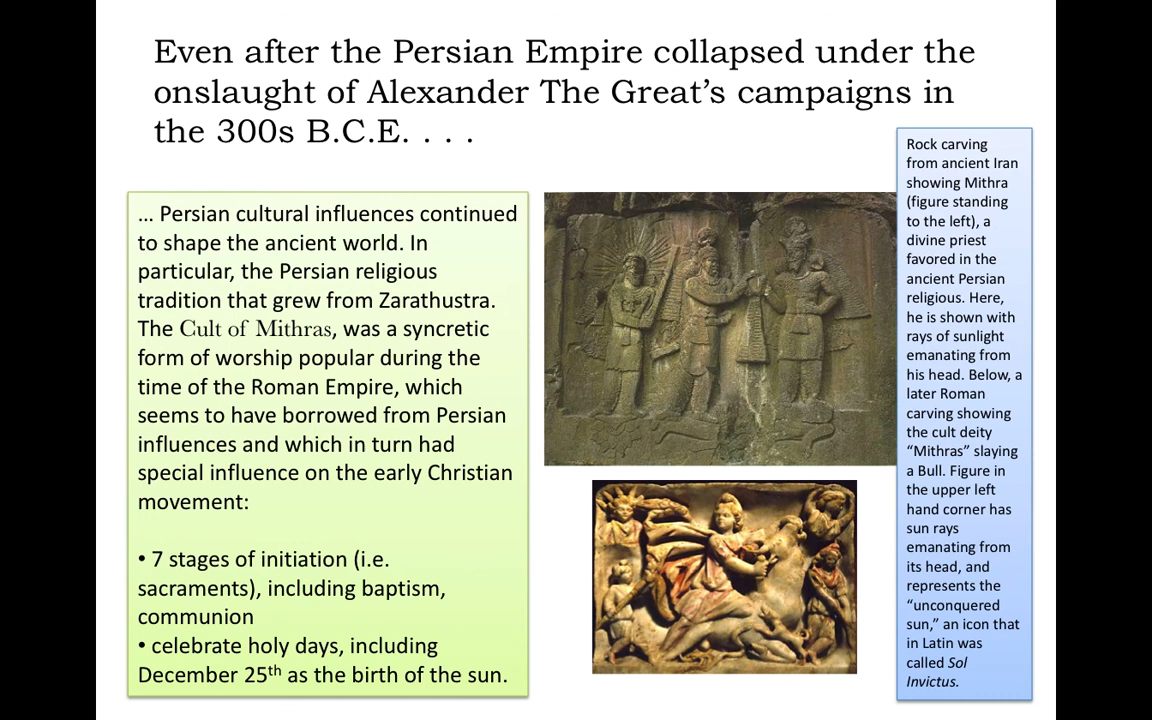 Even after the Persian Empire collapsed under the
onslaught of Alexander The Great’s campaigns in
the 300s B.C.E. . . .
… Persian cultural influences continued
to shape the ancient world. In
particular, the Persian religious
tradition that grew from Zarathustra.
The Cult of Mithras, was a syncretic
form of worship popular during the
time of the Roman Empire, which
seems to have borrowed from Persian
influences and which in turn had
special influence on the early Christian
movement:
• 7 stages of initiation (i.e.
sacraments), including baptism,
communion
• celebrate holy days, including
December 25th as the birth of the sun.
Rock carving
from ancient Iran
showing Mithra
(figure standing
to the left), a
divine priest
favored in the
ancient Persian
religious. Here,
he is shown with
rays of sunlight
emanating from
his head. Below, a
later Roman
carving showing
the cult deity
“Mithras” slaying
a Bull. Figure in
the upper left
hand corner has
sun rays
emanating from
its head, and
represents the
“unconquered
sun,” an icon that
in Latin was
called Sol
Invictus.